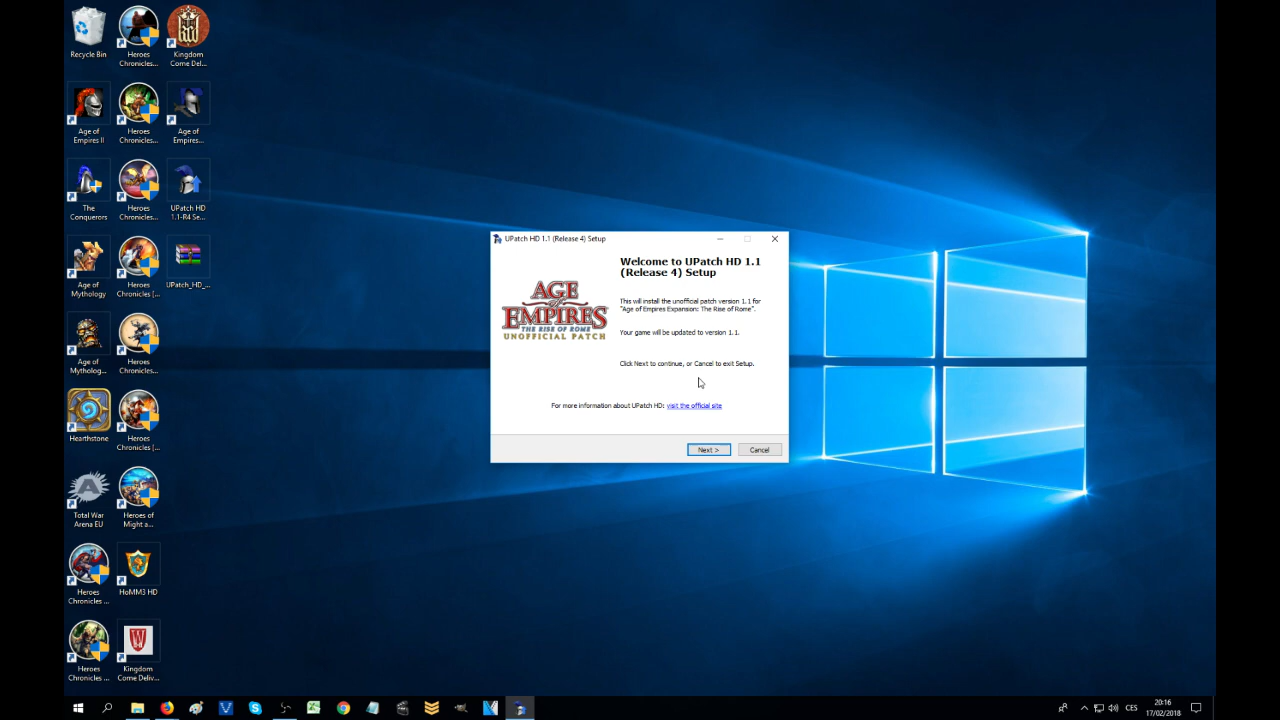 Recycle Bin
Heroes
Chronicles...
Kingdom
Come Del...
Age of
Empires II
Heroes
Chronicles...
Age of
Empires...
The
Conquerors
Heroes
Chronicles...
UPatch HD
1.1-R4 Se...
Age of
Mythology
Heroes
Chronicles [...
UPatch_HD_...
Age of
Mytholog...
Heroes
Chronicles...
Hearthstone
Heroes
Chronicles [...
Total War
Arena EU
Heroes of
Might a...
Heroes
Chronicles ...
HoMM3 HD
Heroes
Chronicles ...
Kingdom
Come Deliv...
UPatch HD 1.1 (Release 4) Setup
Welcome to UPatch HD 1.1
(Release 4) Setup
This will install the unofficial patch version 1.1 for
"Age of Empires Expansion: The Rise of Rome".
Your game will be updated to version 1.1.
Click Next to continue, or Cancel to exit Setup.
AGE
of
EMPIRES
THE RISE OF ROME
UNOFFICIAL PATCH
For more information about UPatch HD: visit the official site
Next >
Cancel
CES
20:16
17/02/2018